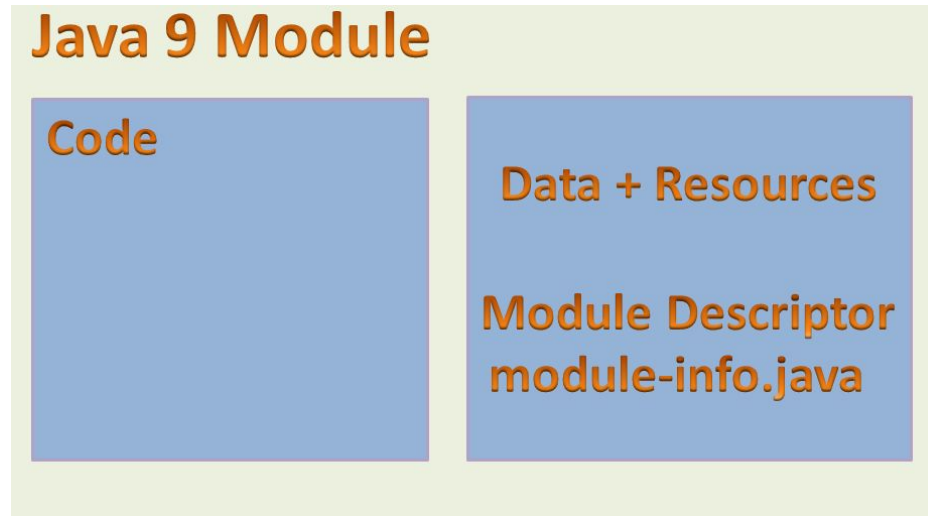 Java 9 Module
Code
Data + Resources
Module Descriptor
module-info.java